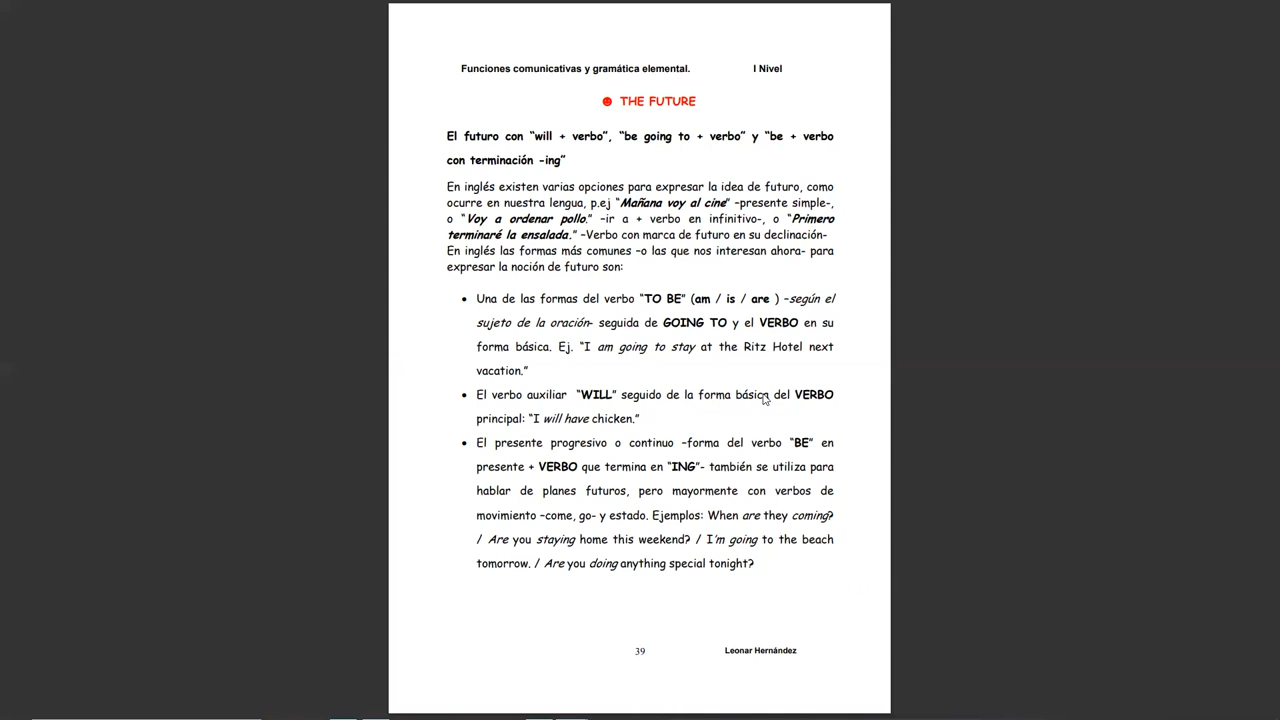 Funciones comunicativas y gramática elemental. I Nivel
☻ THE FUTURE
El futuro con “will + verbo”, “be going to + verbo” y “be + verbo
con terminación -ing”
En inglés existen varias opciones para expresar la idea de futuro, como
ocurre en nuestra lengua, p.ej “Mañana voy al cine” –presente simple-,
o “Voy a ordenar pollo.” –ir a + verbo en infinitivo-, o “Primero
terminaré la ensalada.” –Verbo con marca de futuro en su declinación-
En inglés las formas más comunes –o las que nos interesan ahora- para
expresar la noción de futuro son:
• Una de las formas del verbo “TO BE” (am / is / are ) –según el
sujeto de la oración- seguida de GOING TO y el VERBO en su
forma básica. Ej. “I am going to stay at the Ritz Hotel next
vacation.”
• El verbo auxiliar “WILL” seguido de la forma básica del VERBO
principal: “I will have chicken.”
• El presente progresivo o continuo –forma del verbo “BE” en
presente + VERBO que termina en “ING”- también se utiliza para
hablar de planes futuros, pero mayormente con verbos de
movimiento –come, go- y estado. Ejemplos: When are they coming?
/ Are you staying home this weekend? / I’m going to the beach
tomorrow. / Are you doing anything special tonight?
39 Leonar Hernández